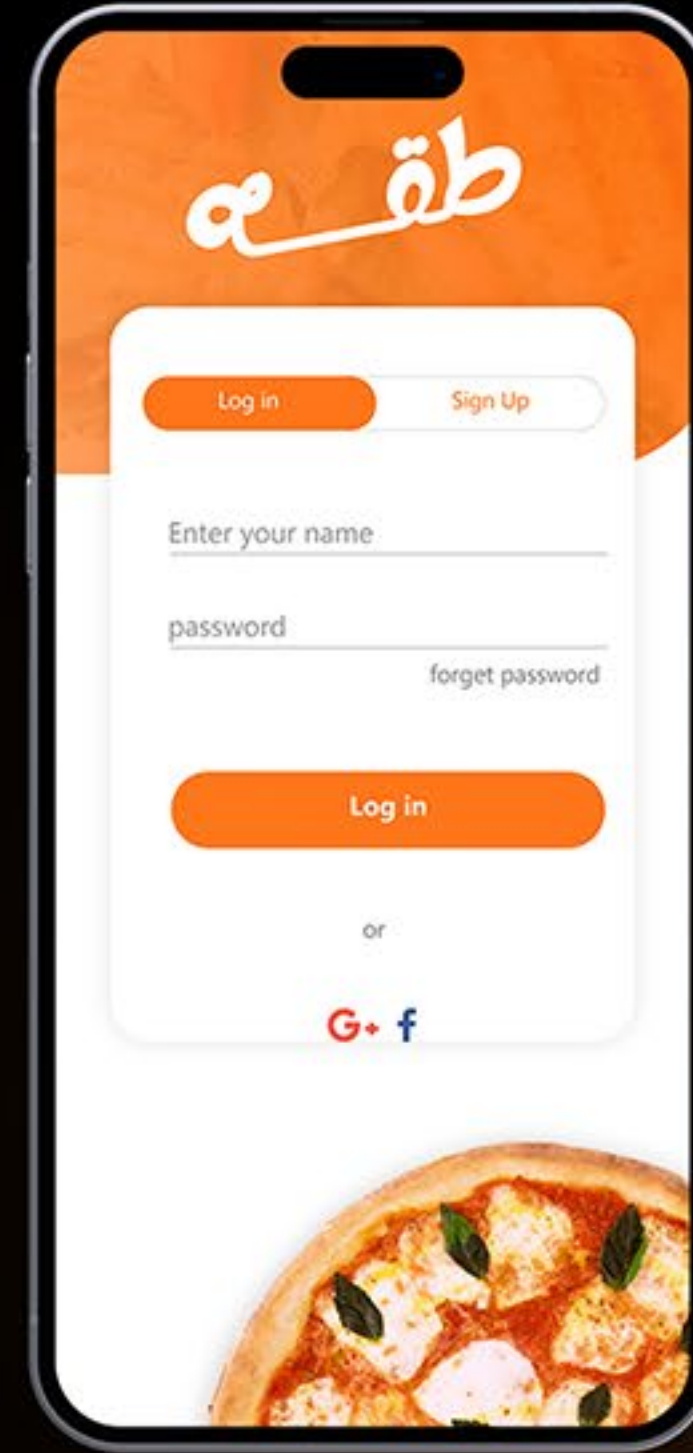 طقه
Log in
Sign Up
Enter your name
password
forget password
Log in
or
G+ f